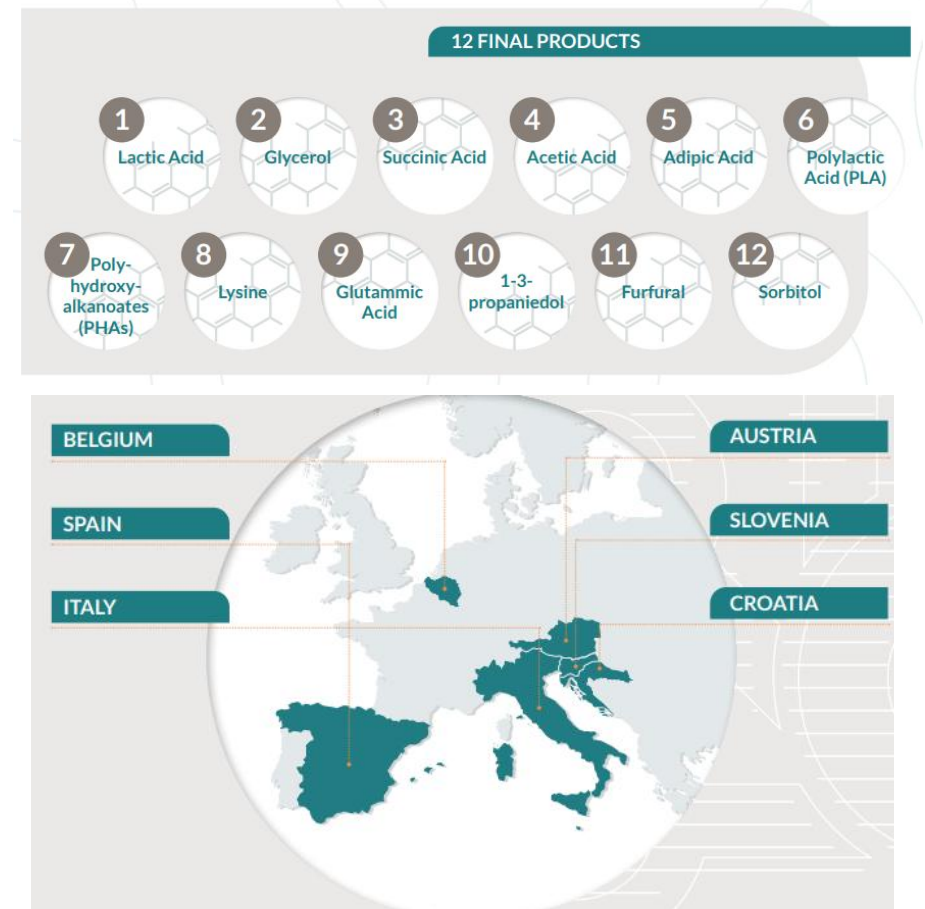 12 FINAL PRODUCTS
1
Lactic Acid
2
Glycerol
3
Succinic Acid
4
Acetic Acid
5
Adipic Acid
6
Polylactic
Acid (PLA)
7
Poly-
hydroxy-
alkanoates
(PHAs)
8
Lysine
9
Glutammic
Acid
10
1-3-
propaniedol
11
Furfural
12
Sorbitol
BELGIUM
SPAIN
ITALY
AUSTRIA
SLOVENIA
CROATIA